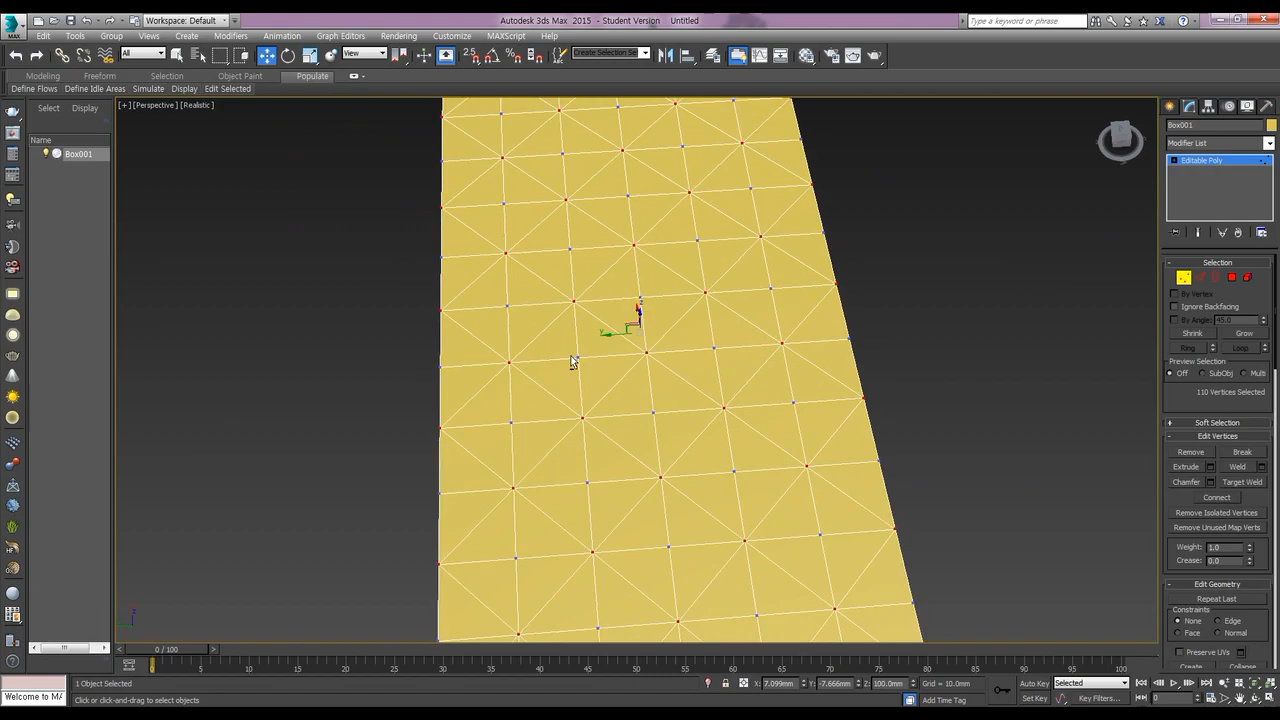 Workspace: Default
Autodesk 3ds Max 2015 - Student Version Untitled
Type a keyword or phrase
MAX
Edit Tools Group Views Create Modifiers Animation Graph Editors Rendering Customize MAXScript Help
All View Create Selection Se
Modeling Freeform Selection Object Paint Populate
Define Flows Define Idle Areas Simulate Display Edit Selected
Select Display
[+] [Perspective] [Realistic]
Name
Box001
Box001
Modifier List
Editable Poly
Selection
By Vertex
Ignore Backfacing
By Angle: 45.0
Shrink Grow
Ring Loop
Preview Selection
Off SubObj Multi
110 Vertices Selected
Soft Selection
Edit Vertices
Remove Break
Extrude Weld
Chamfer Target Weld
Connect
Remove Isolated Vertices
Remove Unused Map Verts
Weight: 1.0
Crease: 0.0
Edit Geometry
Repeat Last
Constraints
None Edge
Face Normal
Preserve UVs
Create Collapse
y
z
0 / 100
0 5 10 15 20 25 30 35 40 45 50 55 60 65 70 75 80 85 90 95 100
1 Object Selected
X: 7.099mm Y: -7.666mm Z: 100.0mm Grid = 10.0mm
Auto Key Selected
Welcome to MA
Click or click-and-drag to select objects
Add Time Tag
Set Key Key Filters... 0